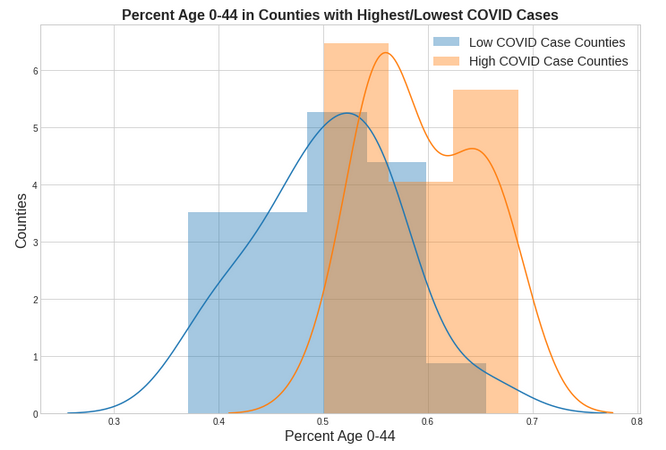 Percent Age 0-44 in Counties with Highest/Lowest COVID Cases
Low COVID Case Counties
High COVID Case Counties
6
5
4
3
2
1
0
Counties
0.3 0.4 0.5 0.6 0.7 0.8
Percent Age 0-44